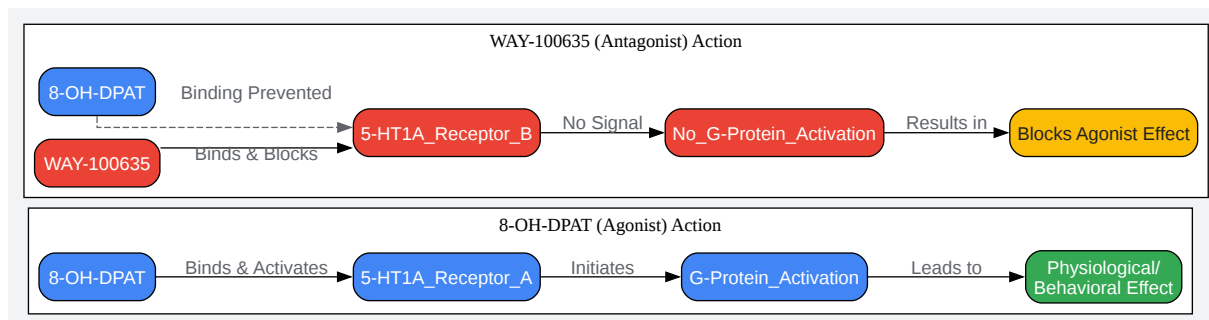 WAY-100635 (Antagonist) Action
8-OH-DPAT
Binding Prevented
WAY-100635
Binds & Blocks
5-HT1A_Receptor_B
No Signal
No_G-Protein_Activation
Results in
Blocks Agonist Effect
8-OH-DPAT (Agonist) Action
8-OH-DPAT
Binds & Activates
5-HT1A_Receptor_A
Initiates
G-Protein_Activation
Leads to
Physiological/
Behavioral Effect